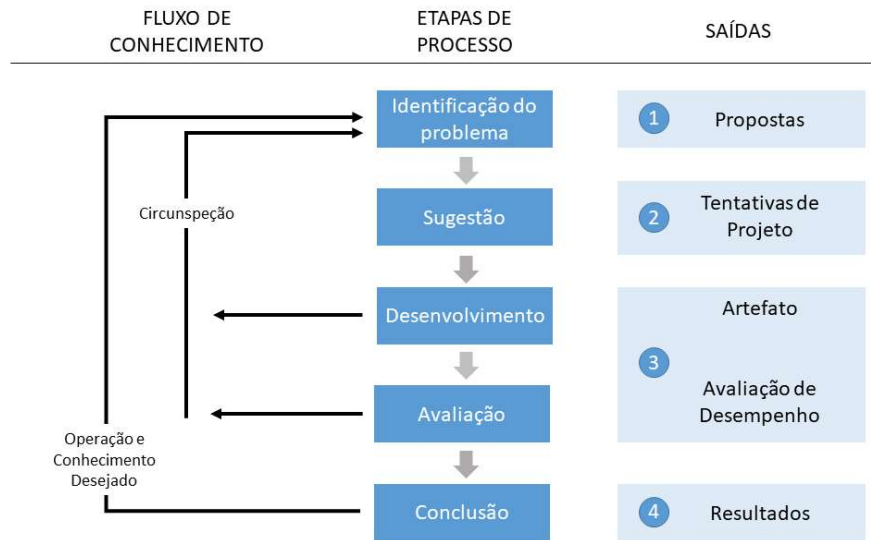 FLUXO DE
CONHECIMENTO
ETAPAS DE
PROCESSO
SAÍDAS
Identificação do
problema
1
Propostas
Circunspeção
Sugestão
2
Tentativas de
Projeto
Desenvolvimento
Artefato
3
Avaliação
Avaliação de
Desempenho
Operação e
Conhecimento
Desejado
Conclusão
4
Resultados